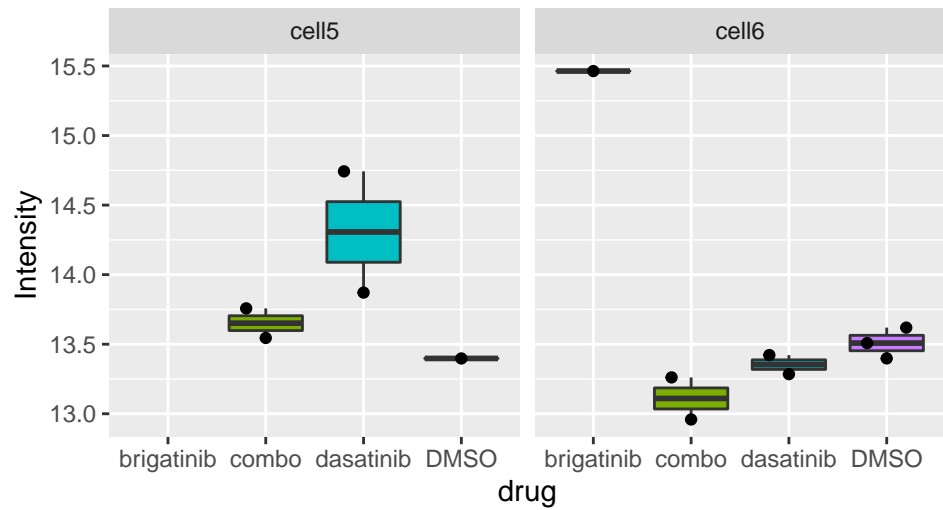 cell5
cell6
Intensity
15.5
15.0
14.5
14.0
13.5
13.0
brigatinib combo dasatinib DMSO
brigatinib combo dasatinib DMSO
drug